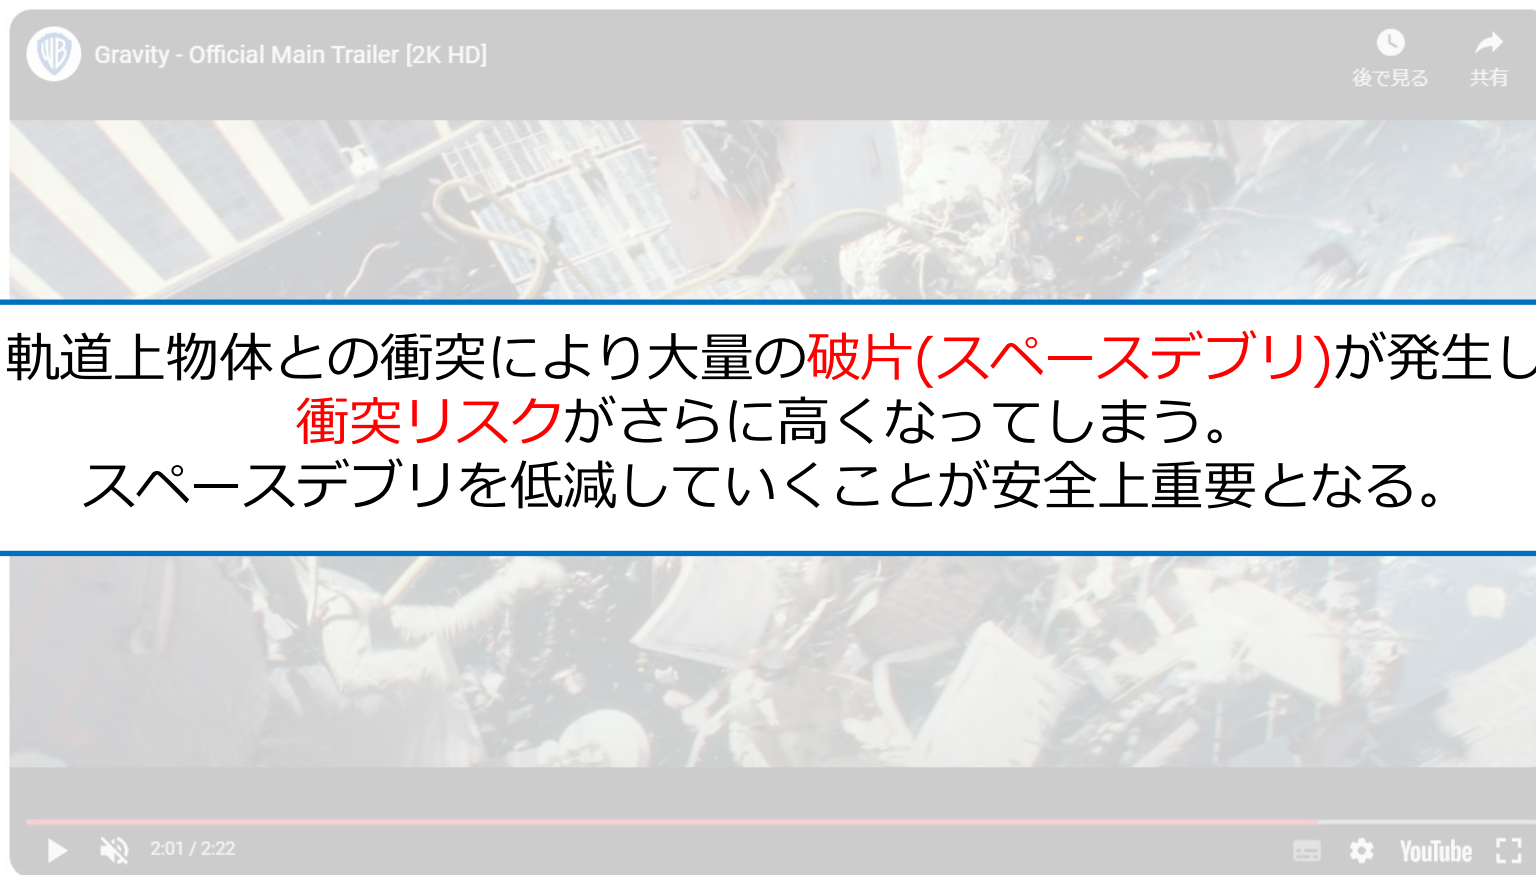 Gravity - Official Main Trailer [2K HD]
後で見る
共有
軌道上物体との衝突により大量の破片(スペースデブリ)が発生し
衝突リスクがさらに高くなってしまう。
スペースデブリを低減していくことが安全上重要となる。
2:01 / 2:22
YouTube